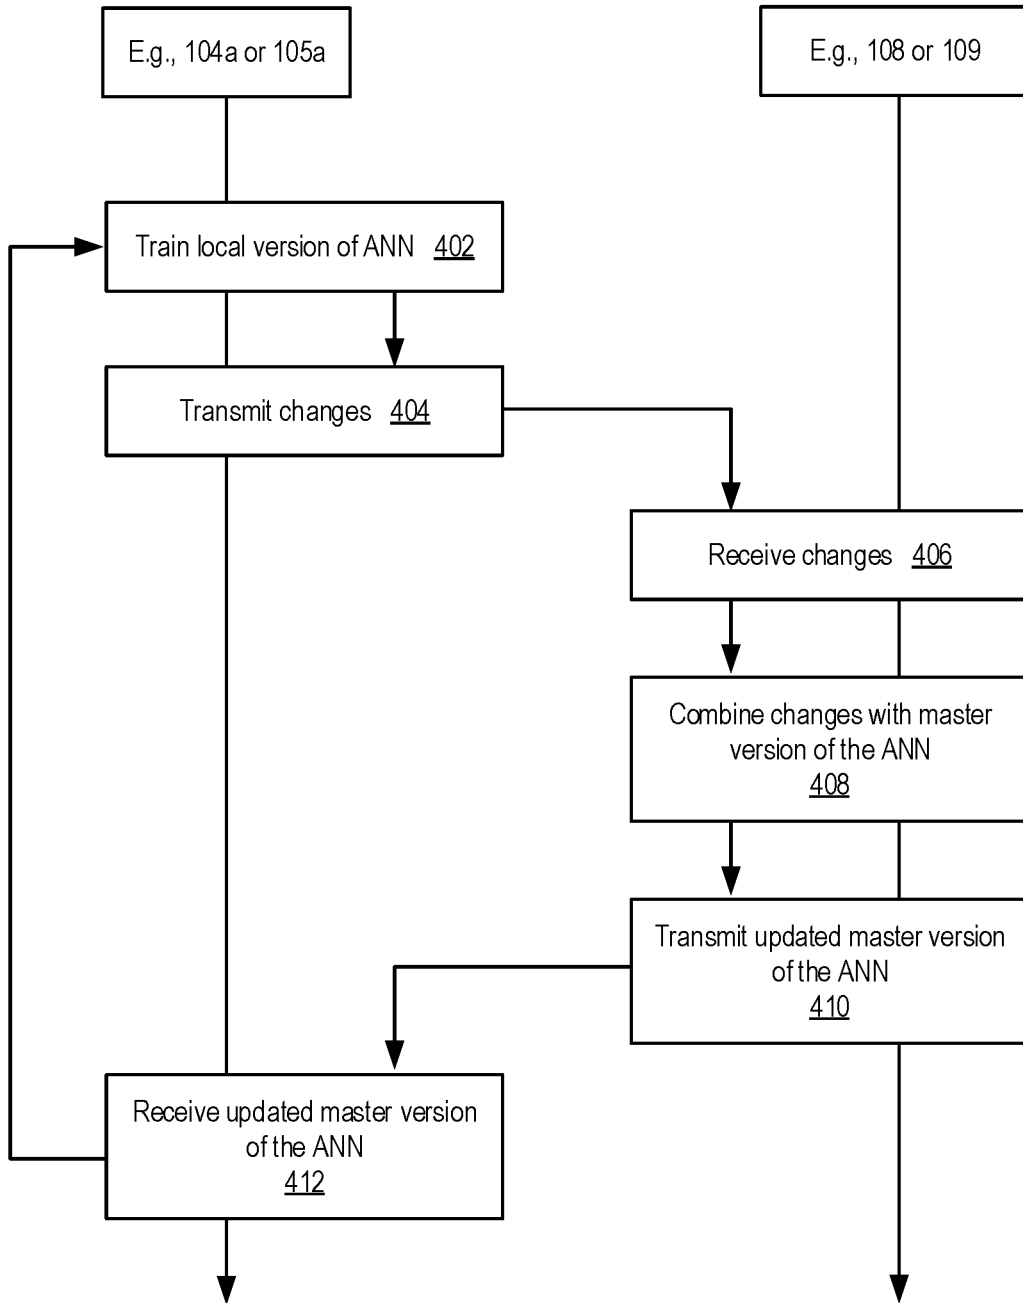 E.g., 104a or 105a
E.g., 108 or 109
Train local version of ANN 402
Transmit changes 404
Receive changes 406
Combine changes with master
version of the ANN
408
Transmit updated master version
of the ANN
410
Receive updated master version
of the ANN
412